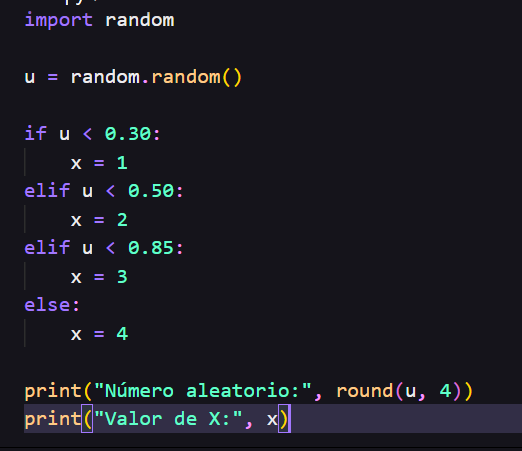 import random
u = random.random()
if u < 0.30:
    x = 1
elif u < 0.50:
    x = 2
elif u < 0.85:
    x = 3
else:
    x = 4
print("Número aleatorio:", round(u, 4))
print("Valor de X:", x)